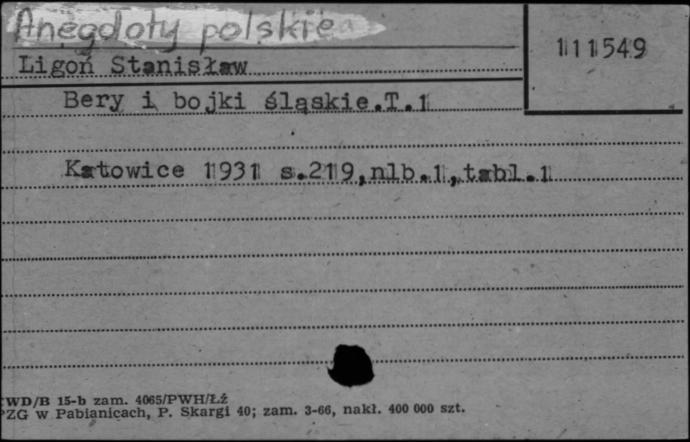 Anegdoty polskie
111549
Ligoń Stanisław
Bery i bojki śląskie.T.1
Katowice 1931 s.219,nlb.1,tabl.1
WD/B 15-b zam. 4065/PWH/Łź
PZG w Pabianicach, P. Skargi 40; zam. 3-66, nakł. 400 000 szt.